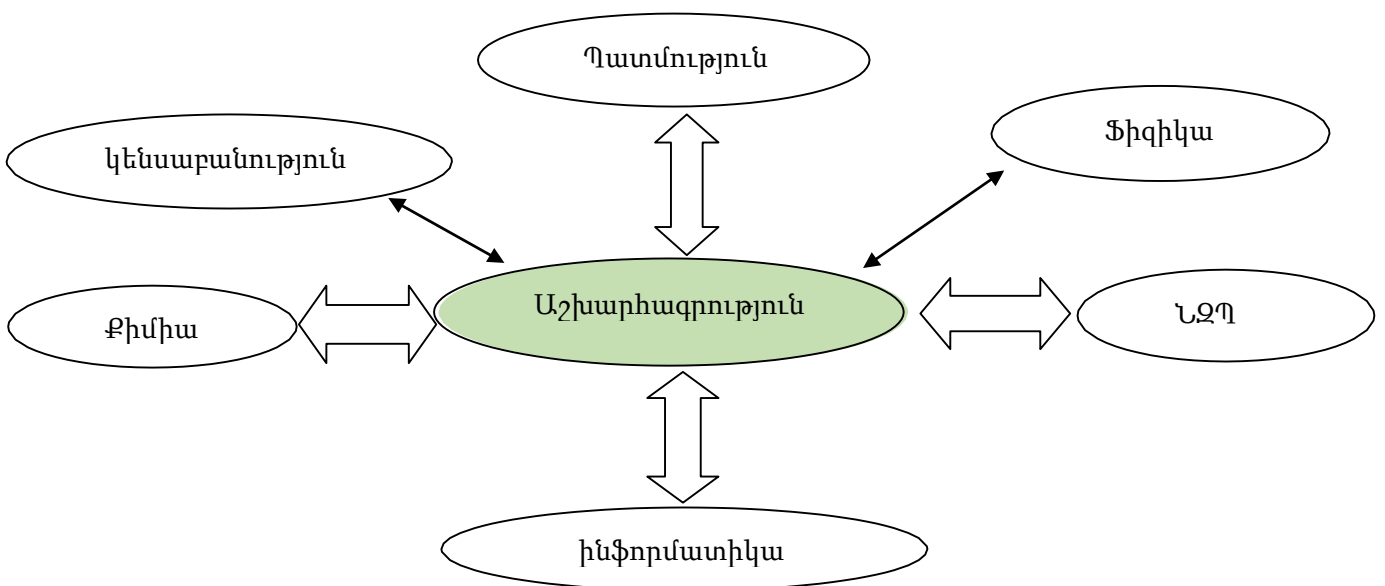 Պատմություն
Ֆիզիկա
կենսաբանություն
Աշխարհագրություն
ՆԶՊ
Քիմիա
ինֆորմատիկա